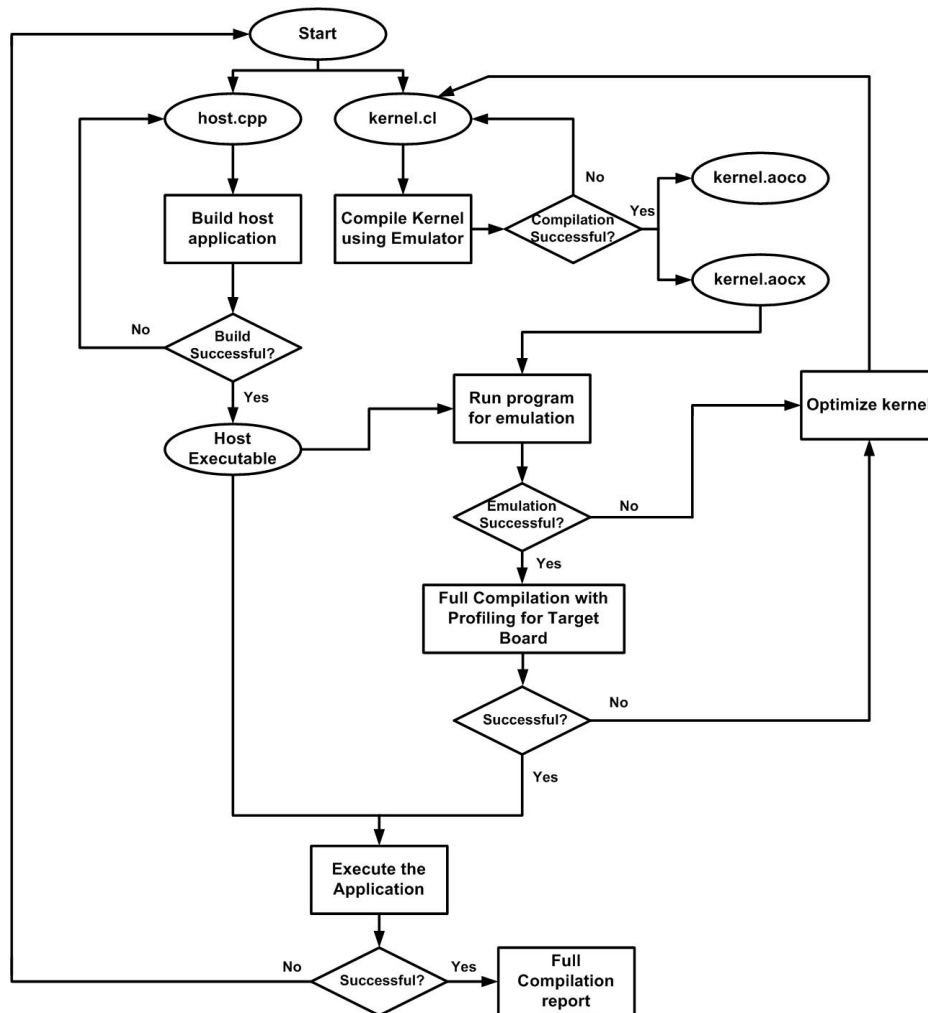 Start
host.cpp
kernel.cl
No
kernel.aoco
Build host
application
Compile Kernel
using Emulator
Compilation
Successful?
Yes
kernel.aocx
No
Build
Successful?
Yes
Run program
for emulation
Optimize kernel
Host
Executable
Emulation
Successful?
No
Yes
Full Compilation with
Profiling for Target
Board
Successful?
No
Yes
Execute the
Application
No
Successful?
Yes
Full
Compilation
report